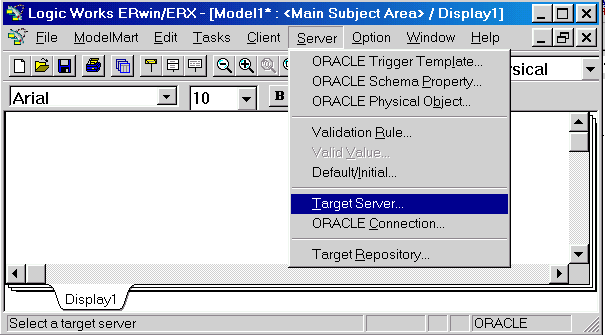 Logic Works ERwin/ERX - [Model1* : <Main Subject Area> / Display1]
File ModelMart Edit Tasks Client Server Option Window Help
sical
Arial 10 B
ORACLE Trigger Template...
ORACLE Schema Property...
ORACLE Physical Object...
Validation Rule...
Valid Value...
Default/Initial...
Target Server...
ORACLE Connection...
Target Repository...
Display1
Select a target server ORACLE